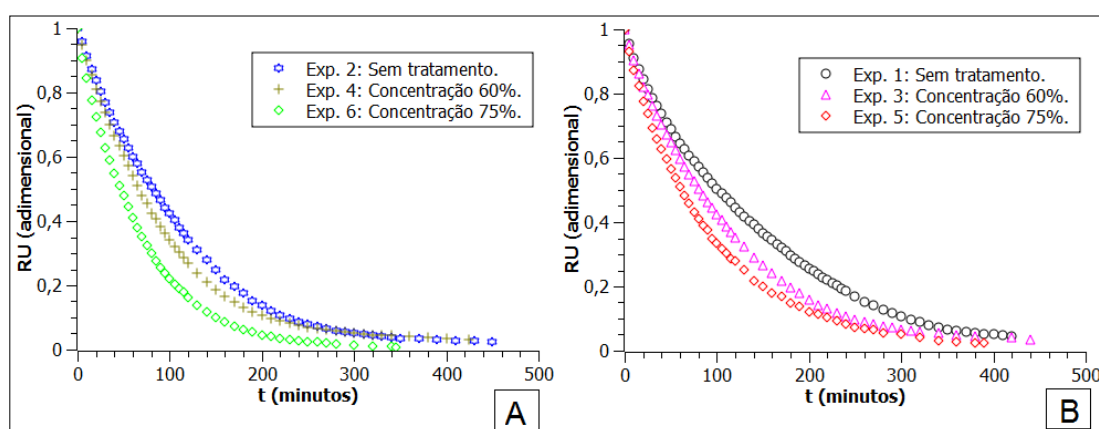 1
0,8
0,6
0,4
0,2
0
RU (adimensional)
Exp. 2: Sem tratamento.
Exp. 4: Concentração 60%.
Exp. 6: Concentração 75%.
0 100 200 300 400 500
t (minutos)
A
1
0,8
0,6
0,4
0,2
0
RU (adimensional)
Exp. 1: Sem tratamento.
Exp. 3: Concentração 60%.
Exp. 5: Concentração 75%.
0 100 200 300 400 500
t (minutos)
B